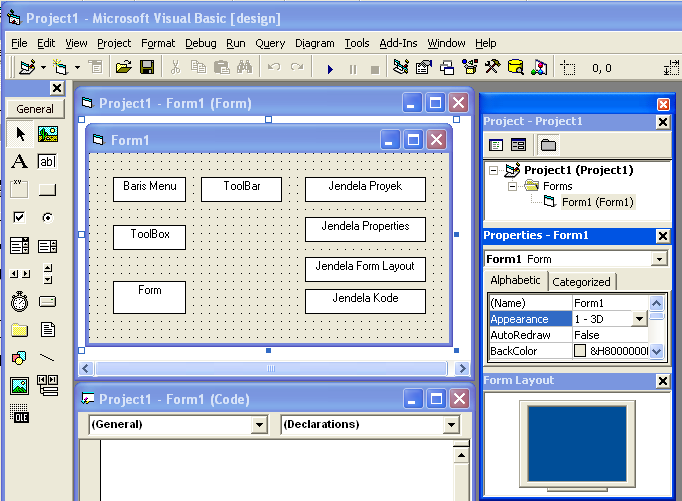 Project1 - Microsoft Visual Basic [design]
File Edit View Project Format Debug Run Query Diagram Tools Add-Ins Window Help
0, 0
General
A
ab|
xy
OLE
Project1 - Form1 (Form)
Form1
Baris Menu
ToolBar
Jendela Proyek
ToolBox
Jendela Properties
Jendela Form Layout
Form
Jendela Kode
Project1 - Form1 (Code)
(General)
(Declarations)
Project - Project1
Project1 (Project1)
Forms
Form1 (Form1)
Properties - Form1
Form1 Form
Alphabetic Categorized
(Name) Form1
Appearance 1 - 3D
AutoRedraw False
BackColor
Form Layout